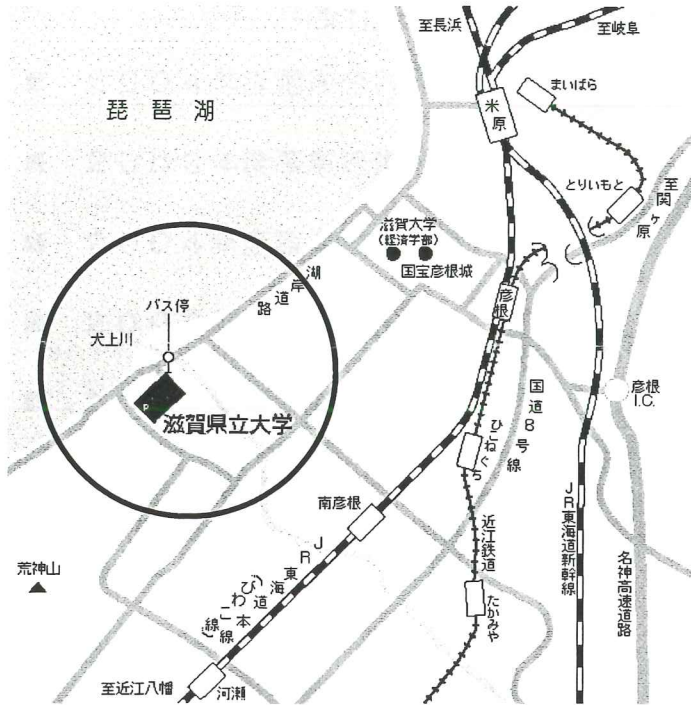 至長浜
至岐阜
琵琶湖
米原
まいばら
とりいもと
至関ヶ原
滋賀大学
(経済学部)
国宝彦根城
湖岸道路
バス停
犬上川
彦根
P
滋賀県立大学
国道8号線
彦根
I.C.
ひこねぐち
南彦根
近江鉄道
JR東海道新幹線
名神高速道路
荒神山
JR東海道本線
(びわこ線)
たかみや
至近江八幡
河瀬